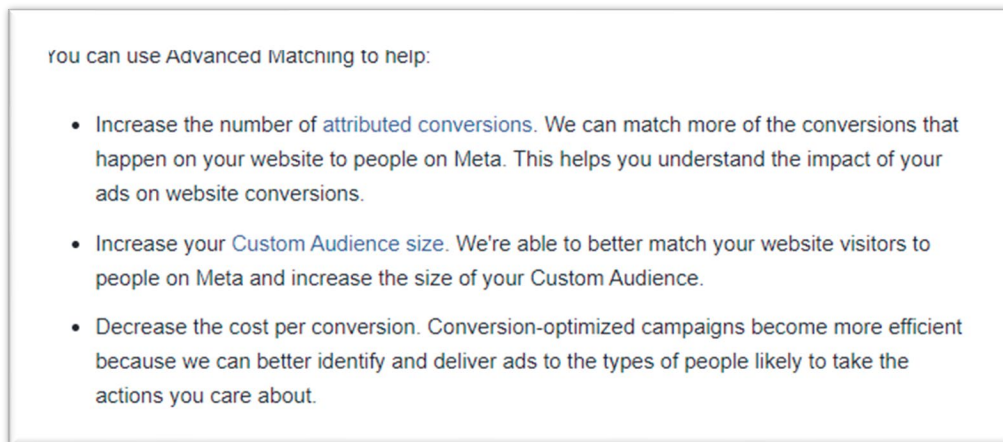 You can use Advanced Matching to help:
• Increase the number of attributed conversions. We can match more of the conversions that
happen on your website to people on Meta. This helps you understand the impact of your
ads on website conversions.
• Increase your Custom Audience size. We're able to better match your website visitors to
people on Meta and increase the size of your Custom Audience.
• Decrease the cost per conversion. Conversion-optimized campaigns become more efficient
because we can better identify and deliver ads to the types of people likely to take the
actions you care about.